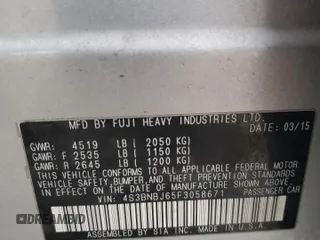 MFD BY FUJI HEAVY INDUSTRIES LTD.
DATE: 03/15
GVWR: 4519 LB ( 2050 KG)
GAWR: F 2535 LB ( 1150 KG)
GAWR: R 2645 LB ( 1200 KG)
THIS VEHICLE CONFORMS TO ALL APPLICABLE FEDERAL MOTOR
VEHICLE SAFETY, BUMPER, AND THEFT PREVENTION STANDARDS
IN EFFECT ON THE DATE OF MANUFACTURE SHOWN ABOVE.
VIN: 4S3BNBJ65F3058671
PASSENGER CAR
ASSEMBLED BY SIA INC. MADE IN U.S.A.